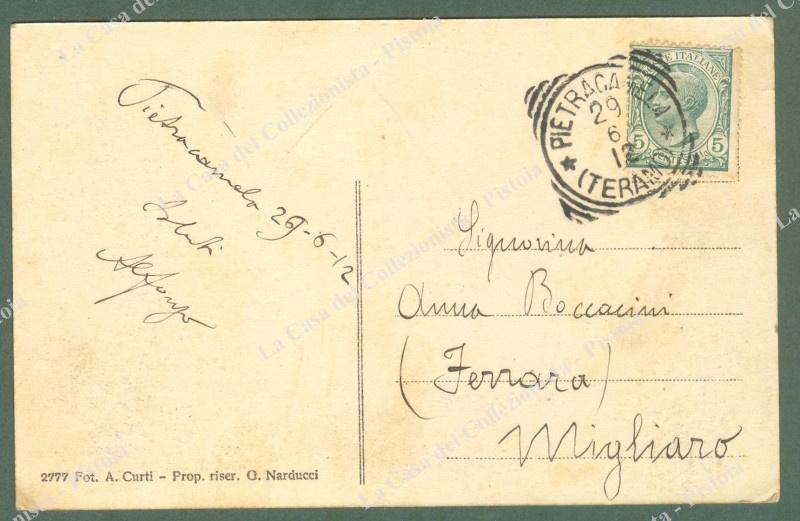 Pietracamela 29-6-12
Saluti
Alfonso
POSTE ITALIANE
5 5
CENTESIMI
PIETRACAMELA
29
6
12
(TERAMO)
Signorina
Anna Boccacini
(Ferrara)
Migliaro
2777 Fot. A. Curti - Prop. riser. G. Narducci
La Casa del Collezionista - Pistoia